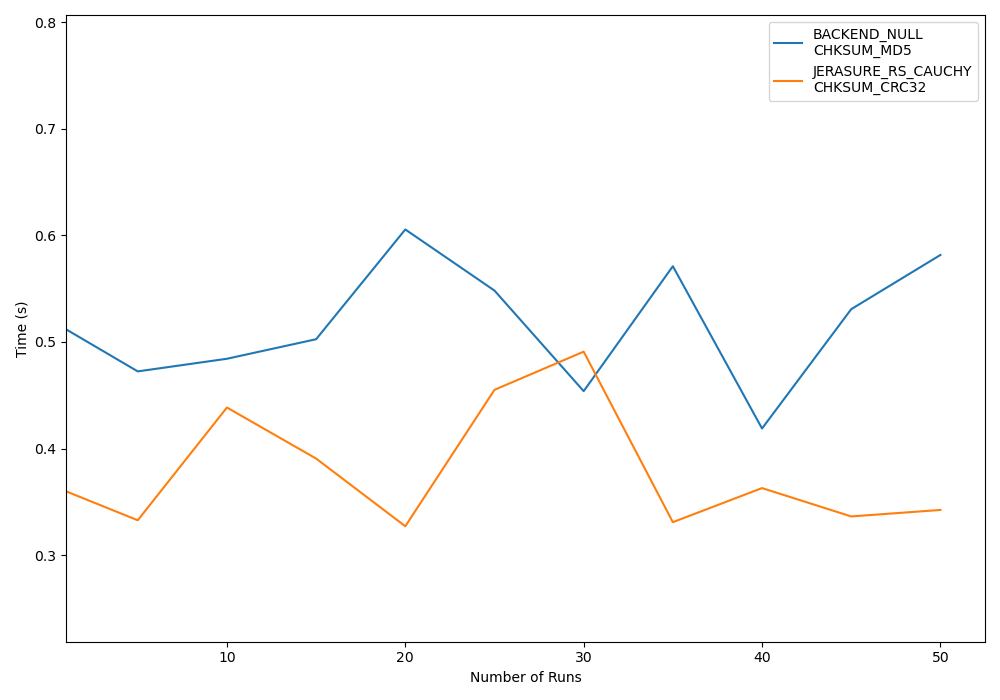 BACKEND_NULL
CHKSUM_MD5
JERASURE_RS_CAUCHY
CHKSUM_CRC32
0.8
0.7
0.6
0.5
0.4
0.3
Time (s)
10 20 30 40 50
Number of Runs